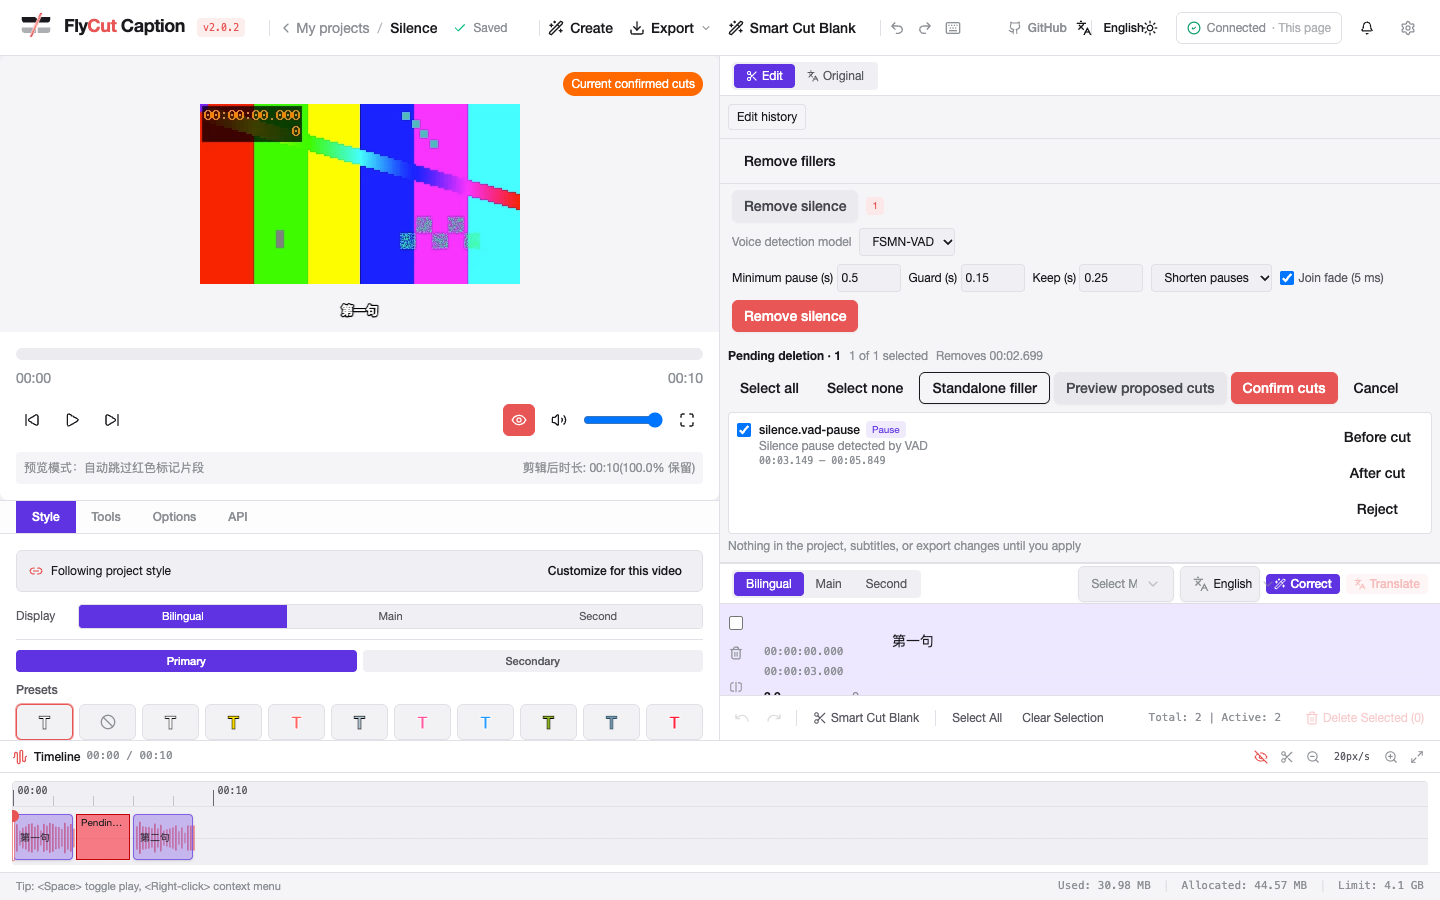 FlyCut Caption v2.0.2 My projects / Silence Saved Create Export Smart Cut Blank GitHub English Connected · This page
Current confirmed cuts
00:00:00.000
0
第一句
00:00 00:10
预览模式：自动跳过红色标记片段 剪辑后时长: 00:10(100.0% 保留)
Style Tools Options API
Following project style Customize for this video
Display Bilingual Main Second
Primary Secondary
Presets
T T T T T T T T T T
Edit Original
Edit history
Remove fillers
Remove silence 1
Voice detection model FSMN-VAD
Minimum pause (s) 0.5 Guard (s) 0.15 Keep (s) 0.25 Shorten pauses Join fade (5 ms)
Remove silence
Pending deletion · 1 1 of 1 selected Removes 00:02.699
Select all Select none Standalone filler Preview proposed cuts Confirm cuts Cancel
silence.vad-pause Pause
Silence pause detected by VAD
00:03.149 — 00:05.849
Before cut
After cut
Reject
Nothing in the project, subtitles, or export changes until you apply
Bilingual Main Second Select M English Correct Translate
第一句
00:00:00.000
00:00:03.000
Smart Cut Blank Select All Clear Selection Total: 2 | Active: 2 Delete Selected (0)
Timeline 00:00 / 00:10 20px/s
00:00 00:10
第一句 Pendin... 第二句
Tip: <Space> toggle play, <Right-click> context menu Used: 30.98 MB Allocated: 44.57 MB Limit: 4.1 GB